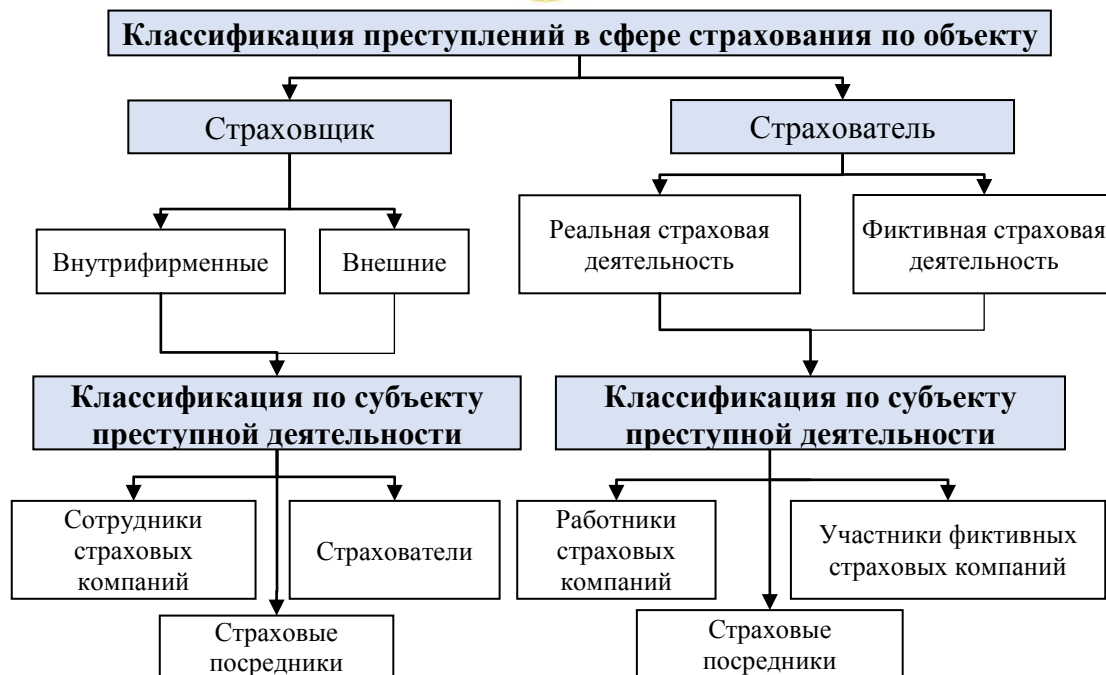 Классификация преступлений в сфере страхования по объекту
Страховщик
Страхователь
Внутрифирменные
Внешние
Реальная страховая
деятельность
Фиктивная страховая
деятельность
Классификация по субъекту
преступной деятельности
Классификация по субъекту
преступной деятельности
Сотрудники
страховых
компаний
Страхователи
Работники
страховых
компаний
Участники фиктивных
страховых компаний
Страховые
посредники
Страховые
посредники